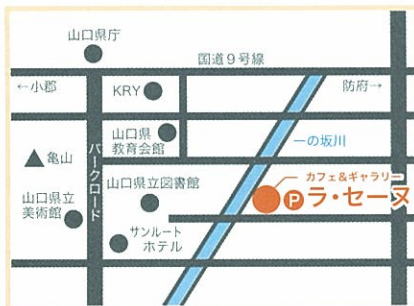 山口県庁
国道9号線
←小郡
KRY
防府→
山口県
教育会館
一の坂川
亀山
パークロード
カフェ&ギャラリー
P ラ・セーヌ
山口県立図書館
山口県立
美術館
サンルート
ホテル